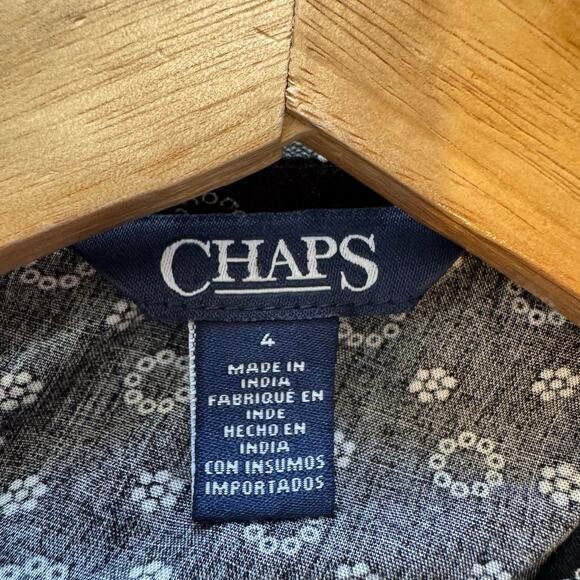 CHAPS
4
MADE IN
INDIA
FABRIQUÉ EN
INDE
HECHO EN
INDIA
CON INSUMOS
IMPORTADOS